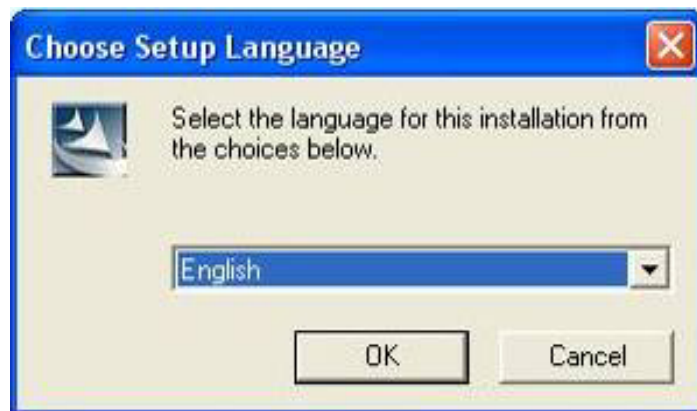 Choose Setup Language
Select the language for this installation from
the choices below.
English
OK
Cancel